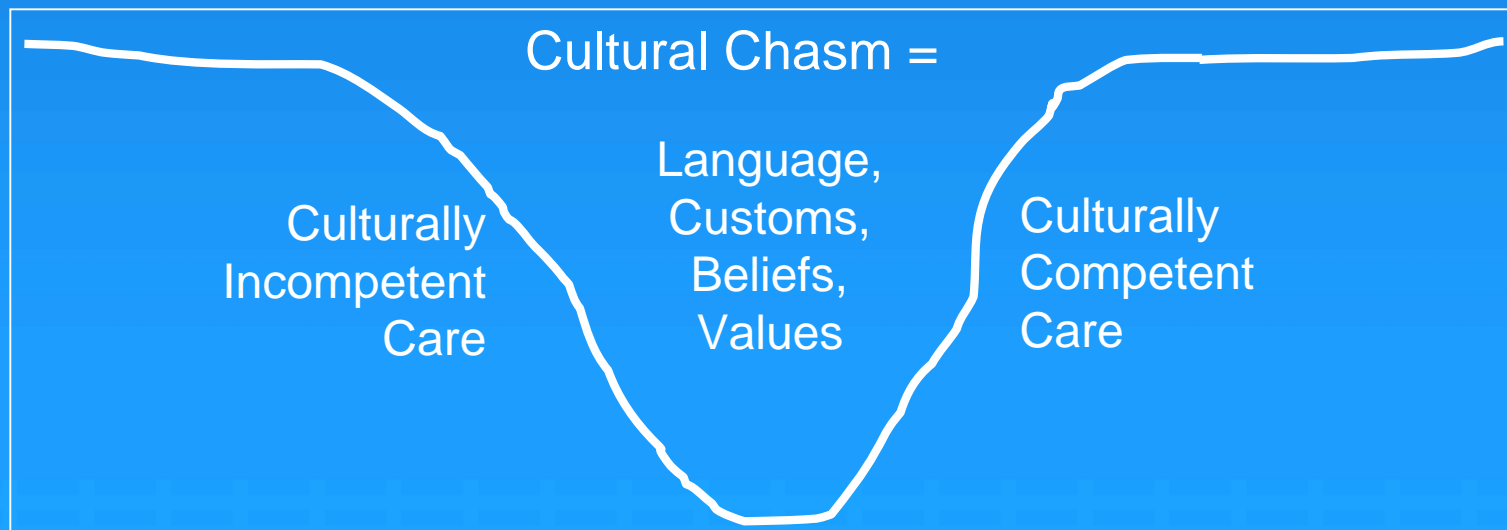 Cultural Chasm =
Culturally
Incompetent
Care
Language,
Customs,
Beliefs,
Values
Culturally
Competent
Care